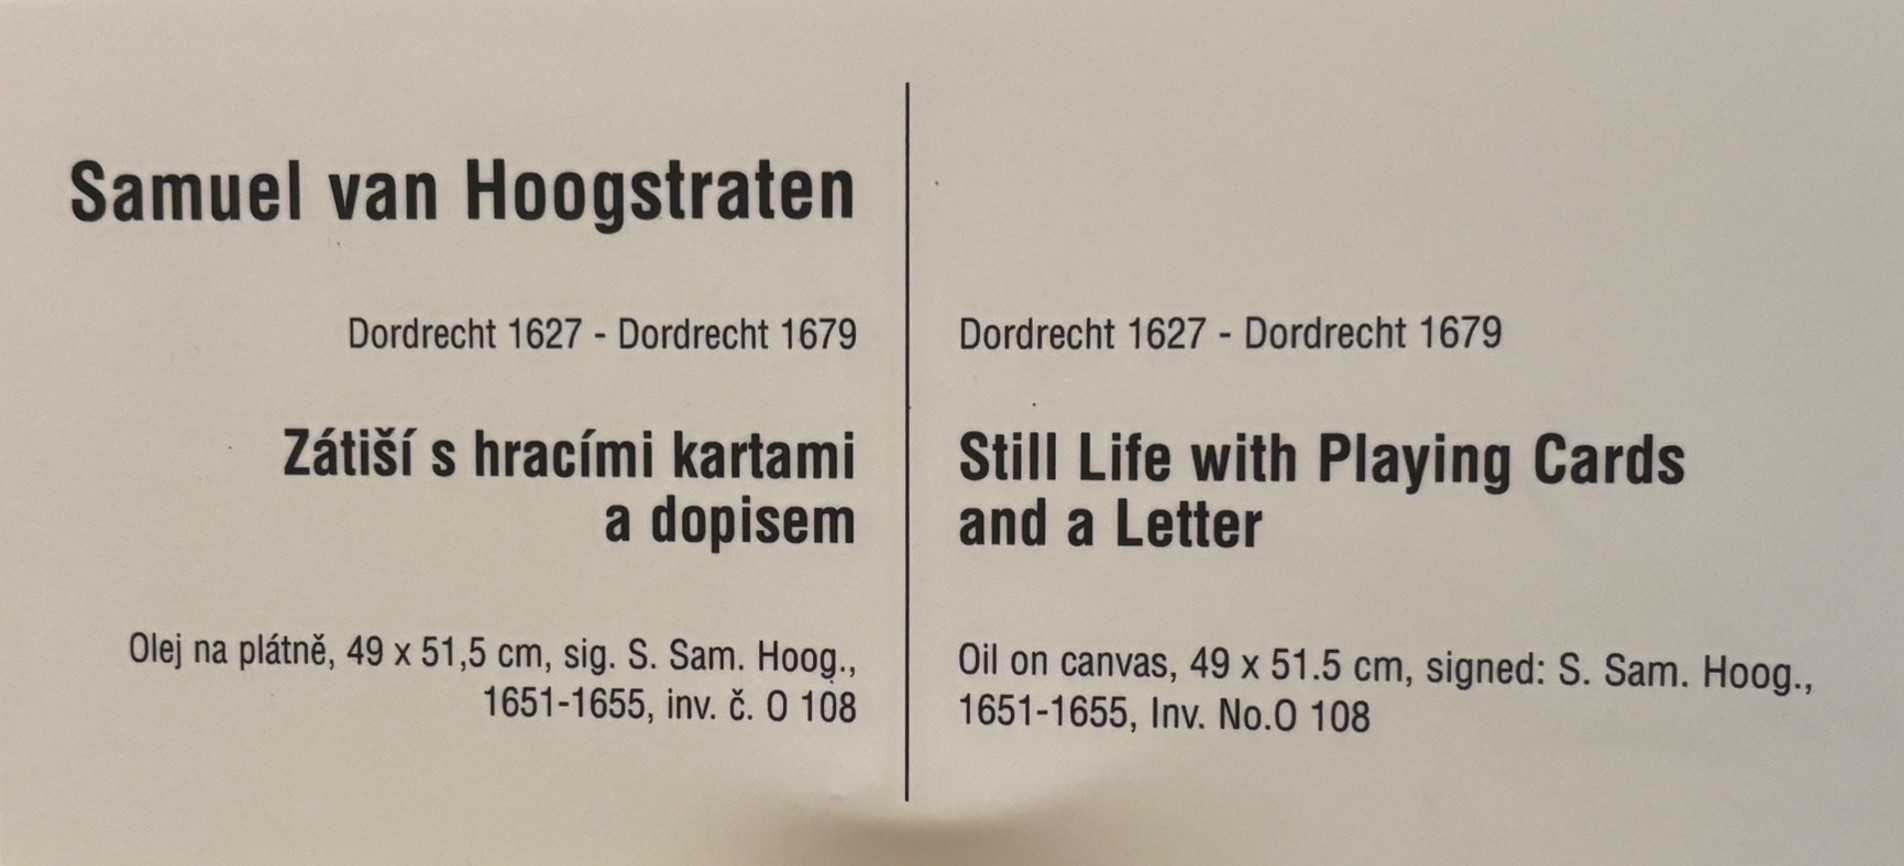 Samuel van Hoogstraten
Dordrecht 1627 - Dordrecht 1679
Zátiší s hracími kartami
a dopisem
Olej na plátně, 49 x 51,5 cm, sig. S. Sam. Hoog.,
1651-1655, inv. č. O 108
Dordrecht 1627 - Dordrecht 1679
Still Life with Playing Cards
and a Letter
Oil on canvas, 49 x 51.5 cm, signed: S. Sam. Hoog.,
1651-1655, Inv. No.O 108